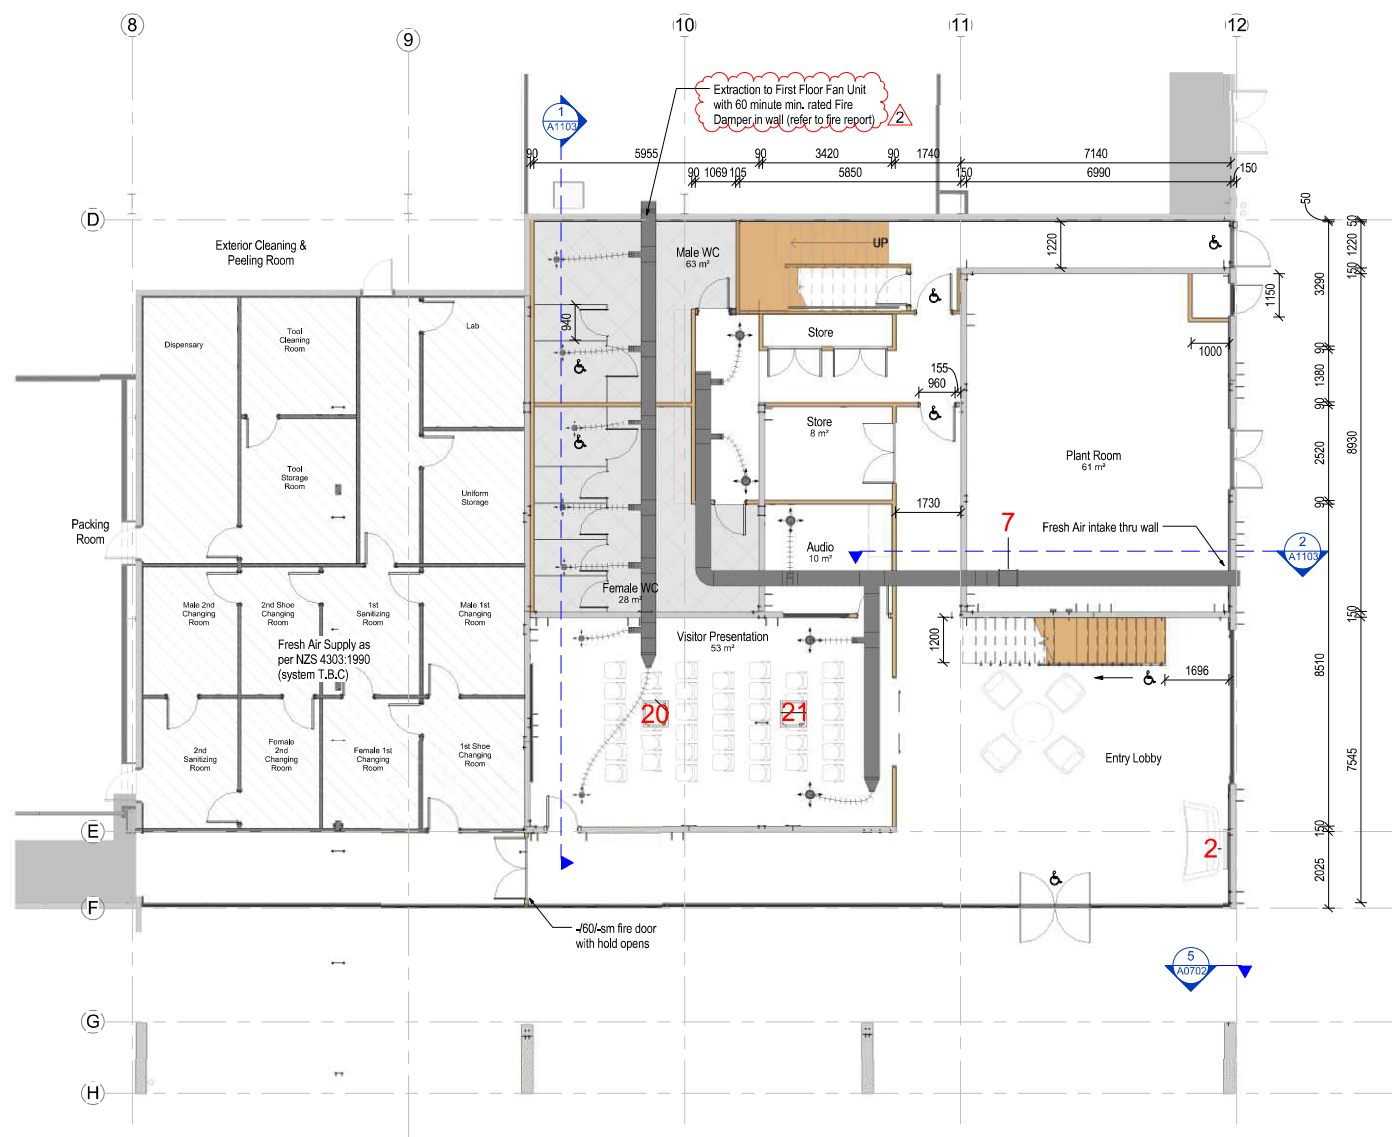 8
9
10
11
12
Extraction to First Floor Fan Unit
with 60 minute min. rated Fire
Damper in wall (refer to fire report)
2
1
A1103
90
5955
90
3420
90
1740
7140
90
1069
105
5850
150
6990
150
50
D
Exterior Cleaning &
Peeling Room
Male WC
63 m²
UP
1220
50
1220
150
3290
1150
1000
940
Lab
Tool
Cleaning
Room
Dispensary
Store
155
960
90
1380
90
Store
8 m²
Tool
Storage
Room
Uniform
Storage
Plant Room
61 m²
2520
8930
1730
90
Packing
Room
7
Fresh Air intake thru wall
2
A1103
Audio
10 m²
Female WC
28 m²
Male 2nd
Changing
Room
2nd Shoe
Changing
Room
1st
Sanitizing
Room
Male 1st
Changing
Room
150
Visitor Presentation
53 m²
1200
Fresh Air Supply as
per NZS 4303:1990
(system T.B.C)
1696
8510
20
21
2nd
Sanitizing
Room
Female
2nd
Changing
Room
Female 1st
Changing
Room
1st Shoe
Changing
Room
Entry Lobby
7545
E
150
2
2025
F
-/60/-sm fire door
with hold opens
5
A0702
G
H